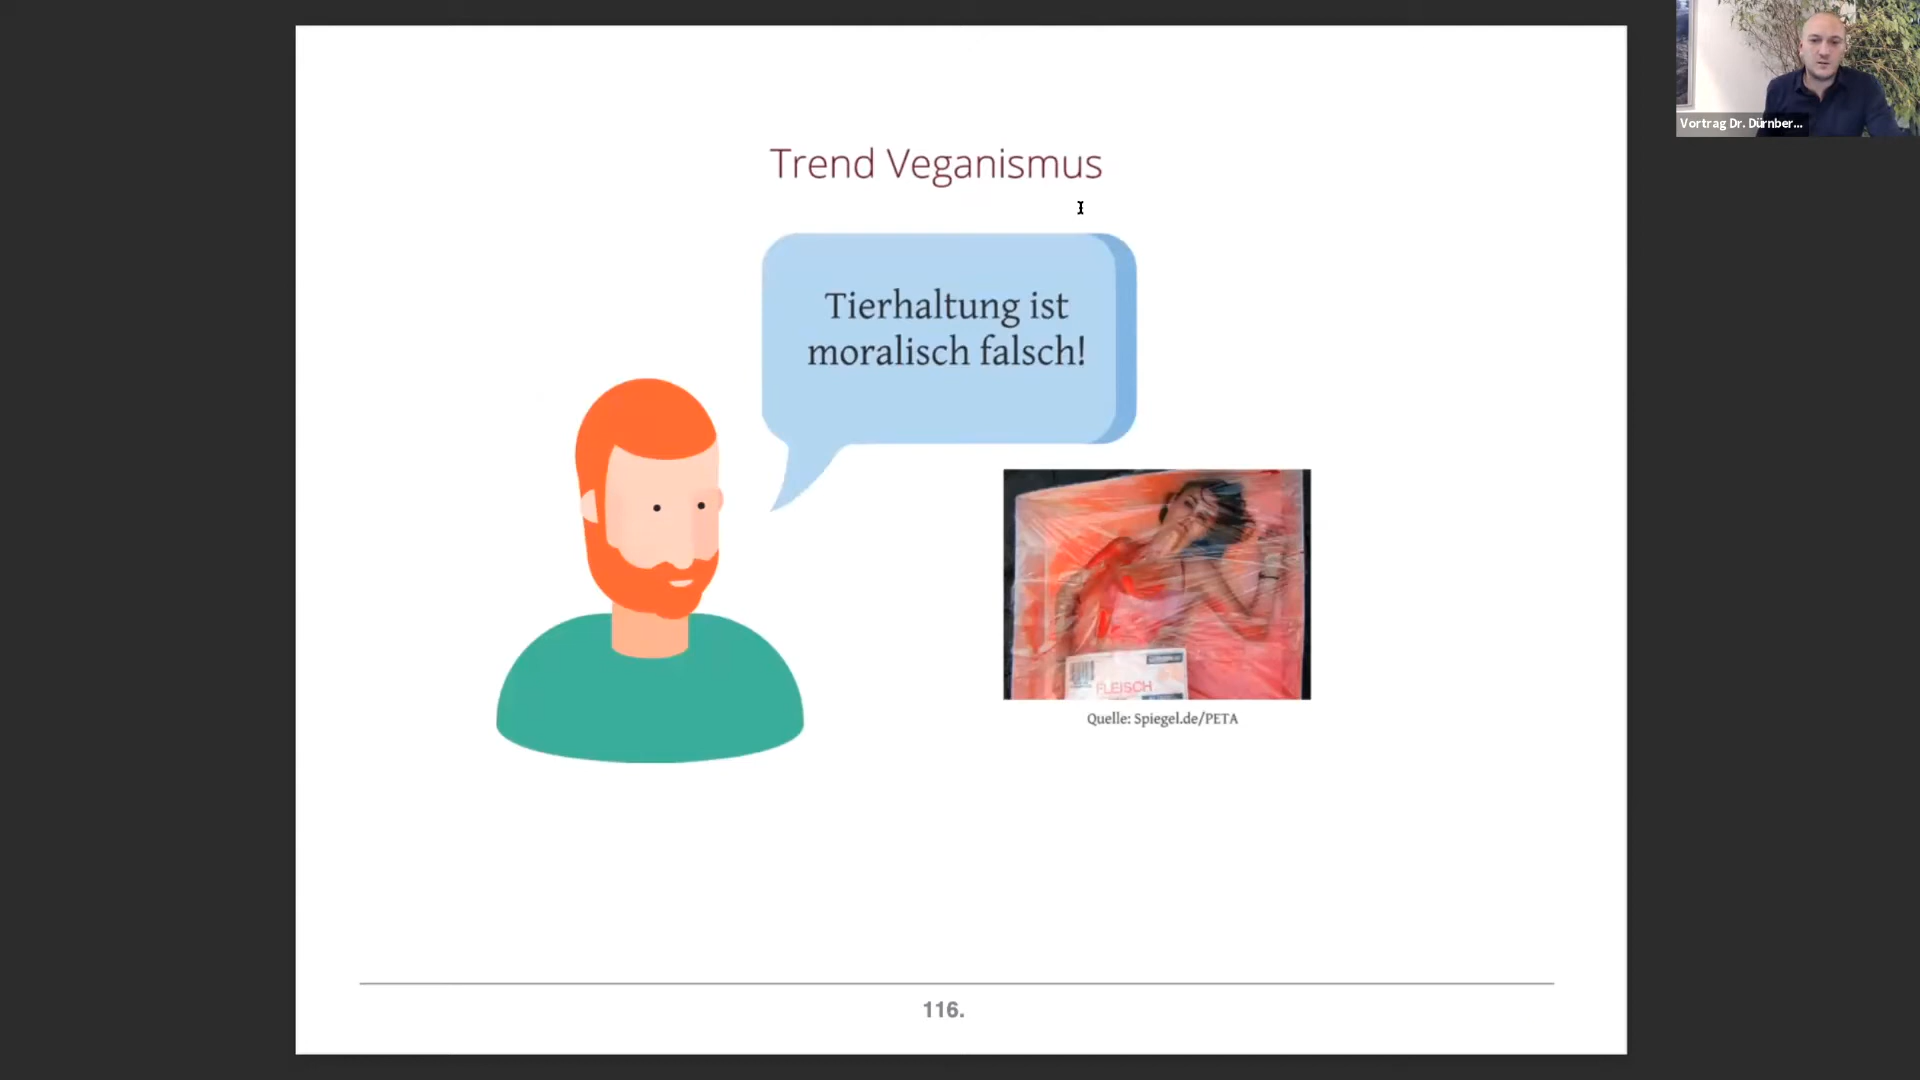 Vortrag Dr. Dürnber...
Trend Veganismus
Tierhaltung ist
moralisch falsch!
FLEISCH
Quelle: Spiegel.de/PETA
116.